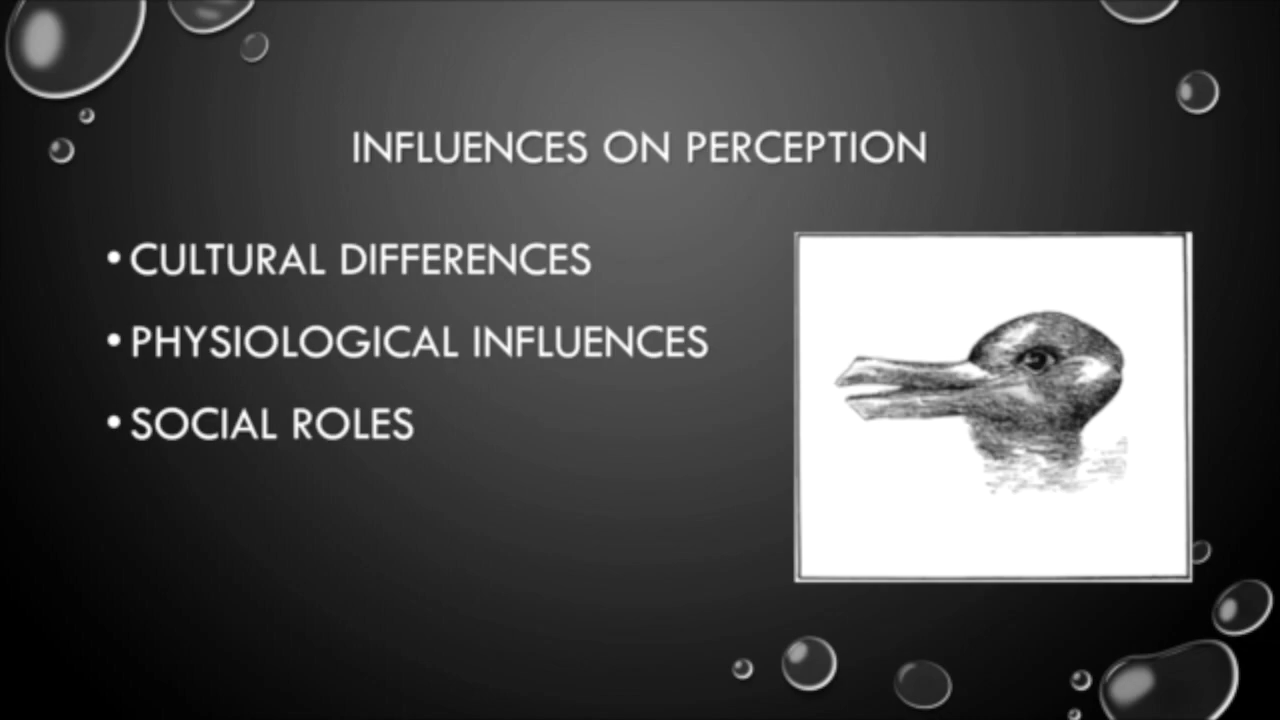 INFLUENCES ON PERCEPTION
• CULTURAL DIFFERENCES
• PHYSIOLOGICAL INFLUENCES
• SOCIAL ROLES